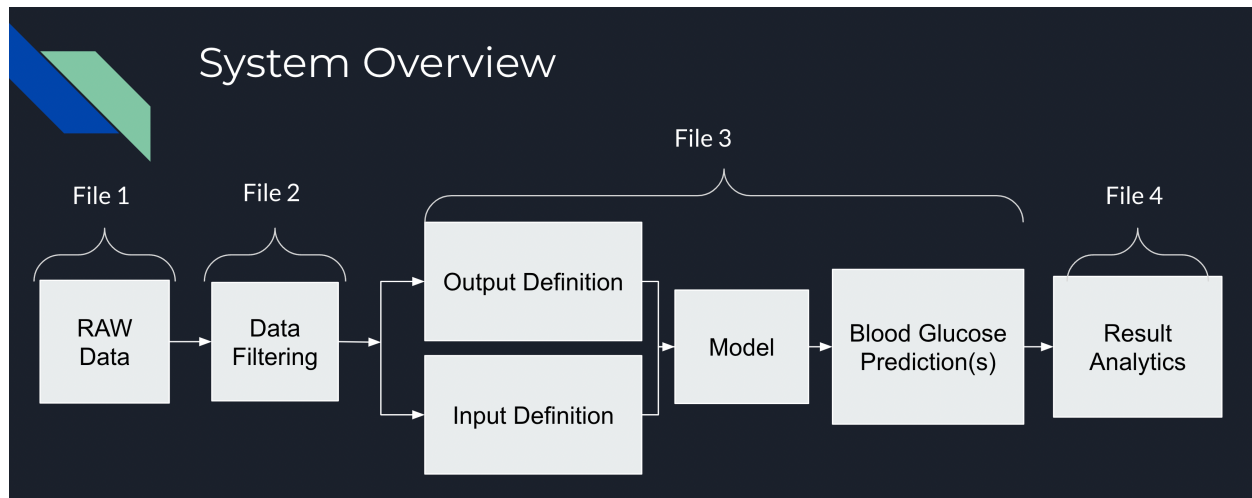 System Overview
File 1
File 2
File 3
File 4
RAW
Data
Data
Filtering
Output Definition
Input Definition
Model
Blood Glucose
Prediction(s)
Result
Analytics